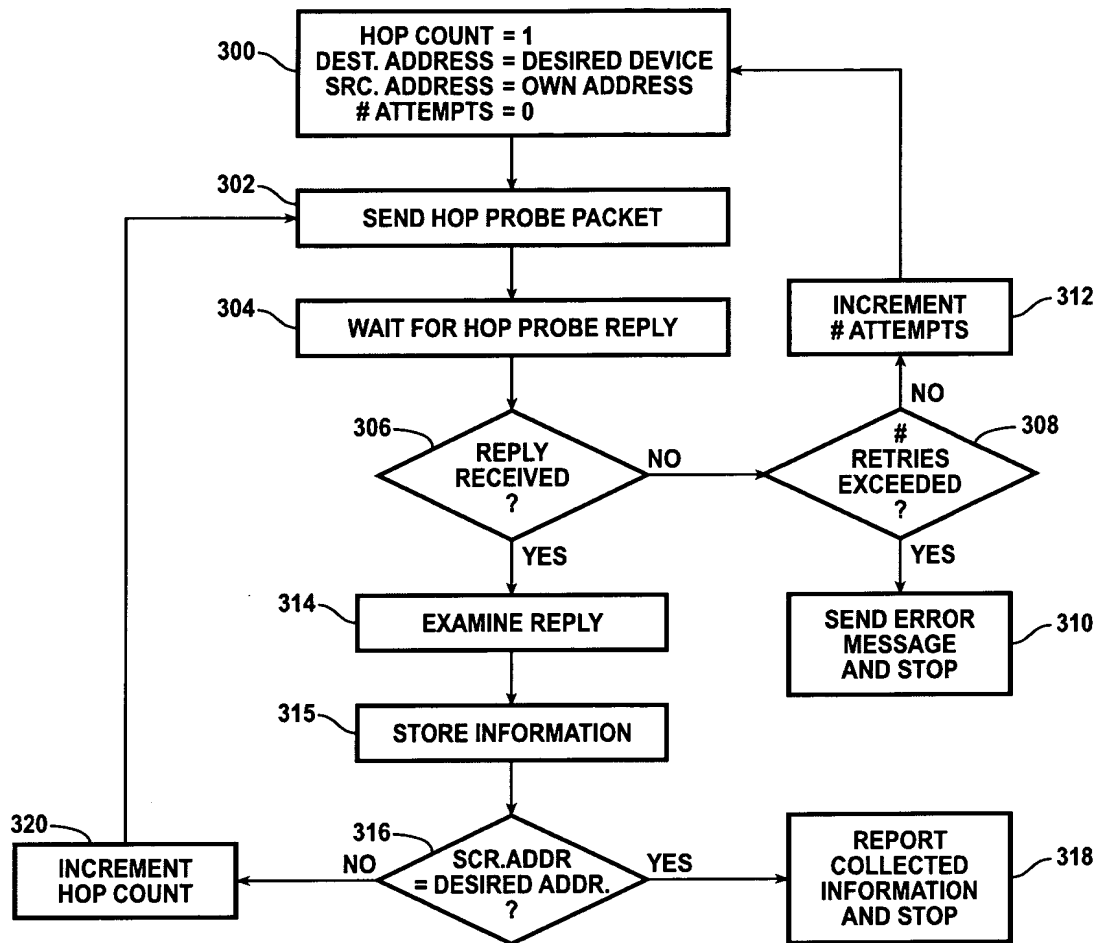 300
HOP COUNT = 1
DEST. ADDRESS = DESIRED DEVICE
SRC. ADDRESS = OWN ADDRESS
# ATTEMPTS = 0
302
SEND HOP PROBE PACKET
304
WAIT FOR HOP PROBE REPLY
INCREMENT
# ATTEMPTS
312
NO
306
REPLY
RECEIVED
?
NO
#
RETRIES
EXCEEDED
?
308
YES
YES
314
EXAMINE REPLY
SEND ERROR
MESSAGE
AND STOP
310
315
STORE INFORMATION
320
INCREMENT
HOP COUNT
NO
316
SCR.ADDR
= DESIRED ADDR.
?
YES
REPORT
COLLECTED
INFORMATION
AND STOP
318